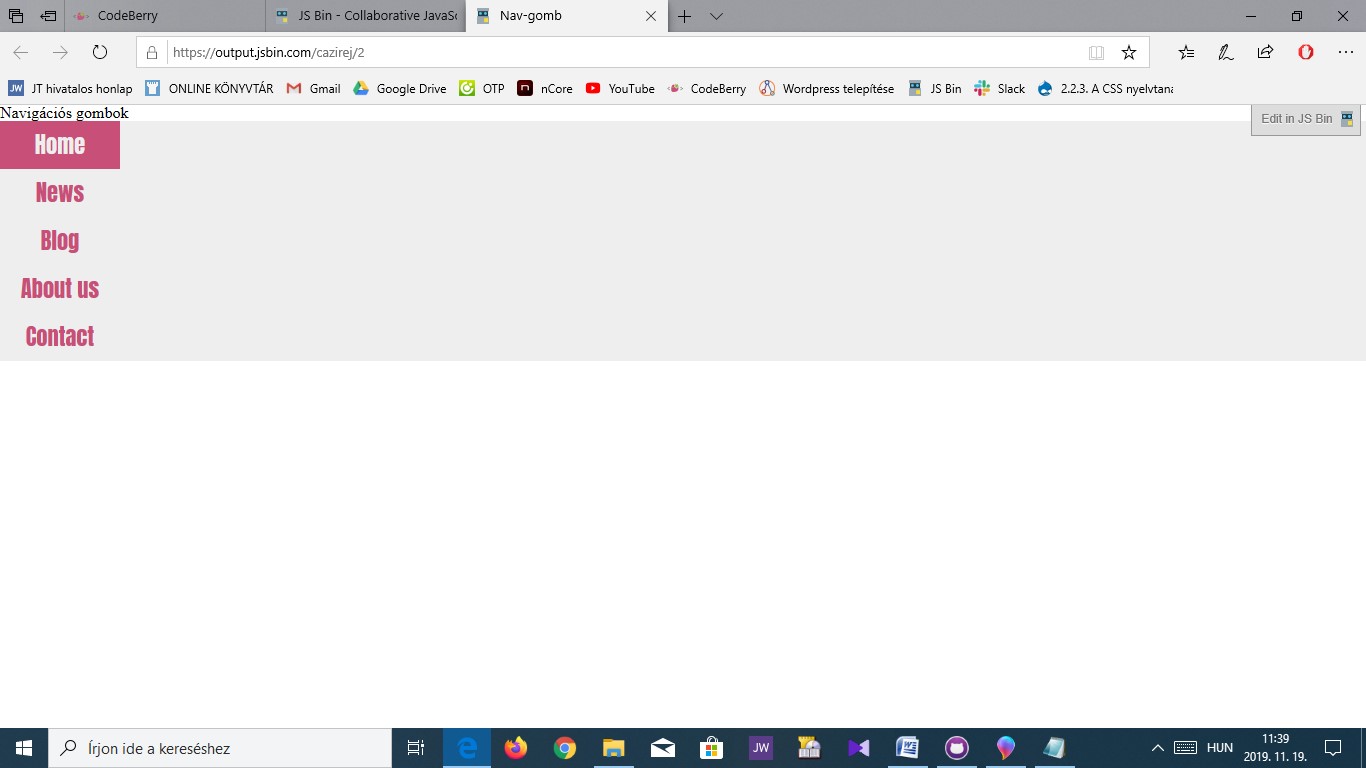 CodeBerry
JS Bin - Collaborative JavaSc
Nav-gomb
https://output.jsbin.com/cazirej/2
JT hivatalos honlap
ONLINE KÖNYVTÁR
Gmail
Google Drive
OTP
nCore
YouTube
CodeBerry
Wordpress telepítése
JS Bin
Slack
2.2.3. A CSS nyelvtana
Navigációs gombok
Edit in JS Bin
Home
News
Blog
About us
Contact
Írjon ide a kereséshez
JW
HUN
11:39
2019. 11. 19.